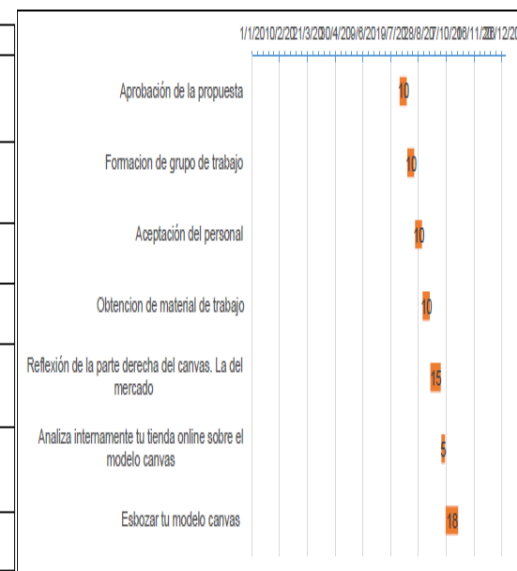 Aprobación de la propuesta
10
Formacion de grupo de trabajo
10
Aceptación del personal
10
Obtencion de material de trabajo
10
Reflexión de la parte derecha del canvas. La del
mercado
15
Analiza internamente tu tienda online sobre el
modelo canvas
5
Esbozar tu modelo canvas
18